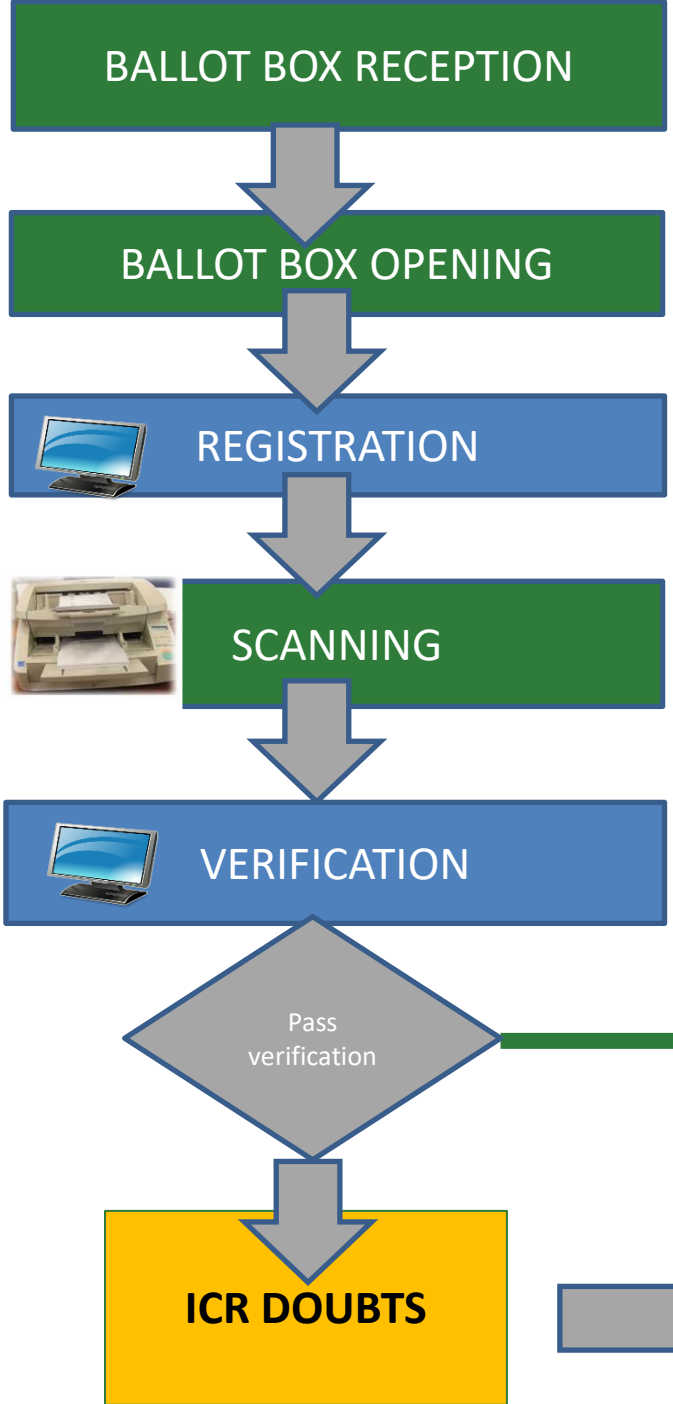 BALLOT BOX RECEPTION
BALLOT BOX OPENING
REGISTRATION
SCANNING
VERIFICATION
Pass
verification
ICR DOUBTS